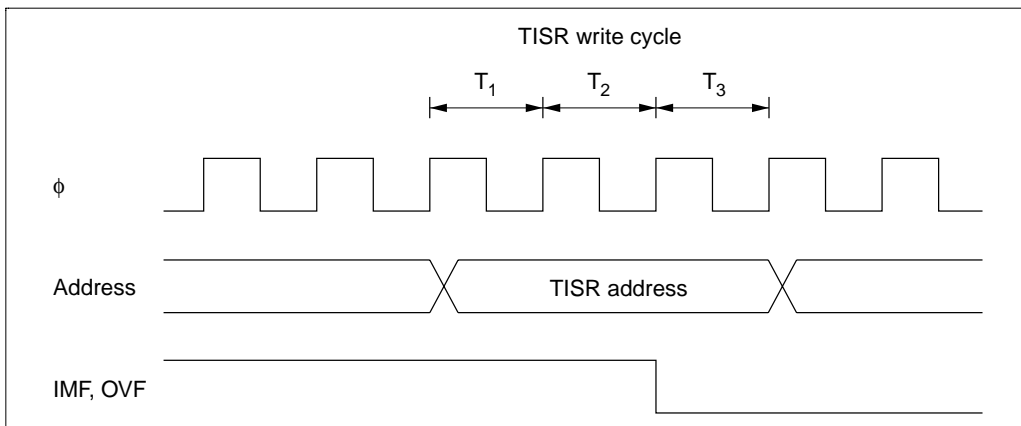 TISR write cycle
T1 T2 T3
ϕ
Address
TISR address
IMF, OVF